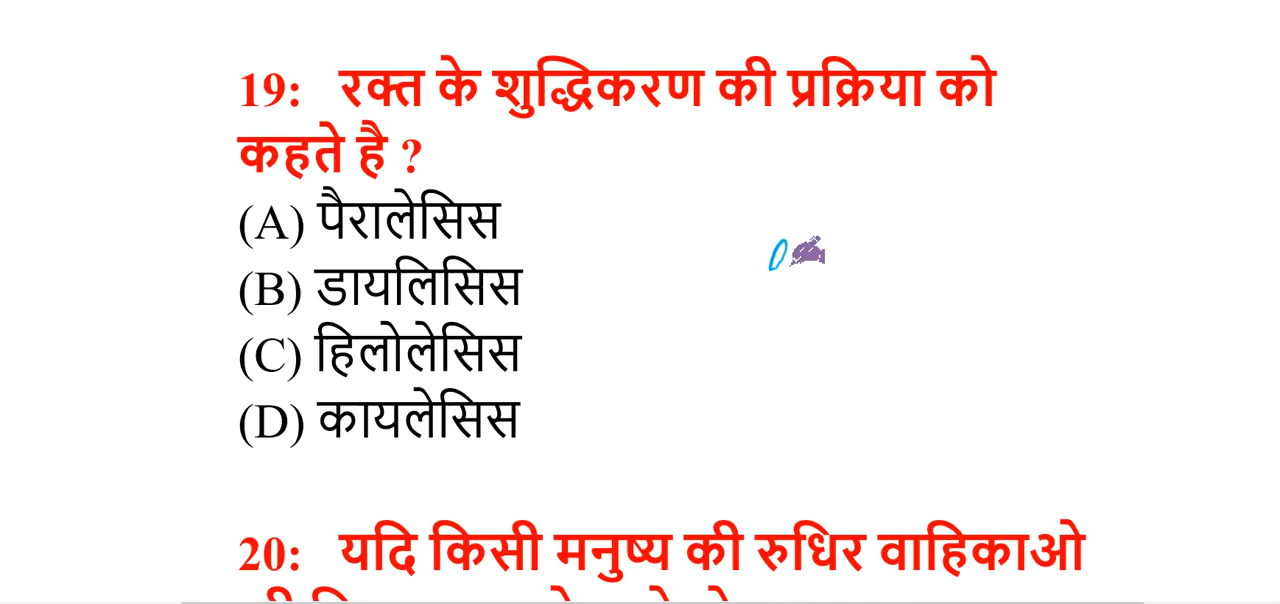 19: रक्त के शुद्धिकरण की प्रक्रिया को
कहते है ?
(A) पैरालेसिस
(B) डायलिसिस
(C) हिलोलेसिस
(D) कायलेसिस
20: यदि किसी मनुष्य की रुधिर वाहिकाओ